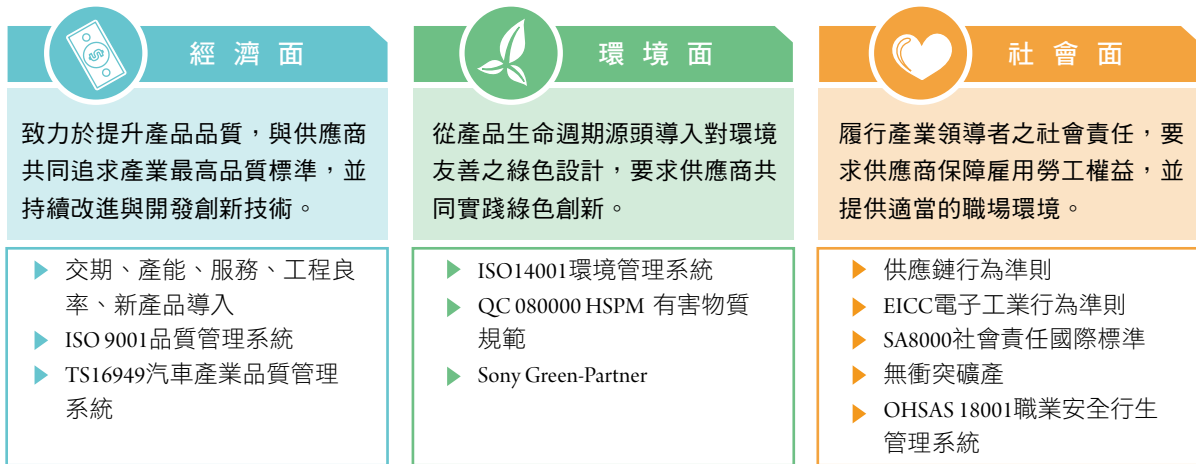 經濟面
致力於提升產品品質，與供應商
共同追求產業最高品質標準，並
持續改進與開發創新技術。
交期、產能、服務、工程良
率、新產品導入
ISO 9001品質管理系統
TS16949汽車產業品質管理
系統
環境面
從產品生命週期源頭導入對環境
友善之綠色設計，要求供應商共
同實踐綠色創新。
ISO14001環境管理系統
QC 080000 HSPM 有害物質
規範
Sony Green-Partner
社會面
履行產業領導者之社會責任，要
求供應商保障雇用勞工權益，並
提供適當的職場環境。
供應鏈行為準則
EICC電子工業行為準則
SA8000社會責任國際標準
無衝突礦產
OHSAS 18001職業安全行生
管理系統